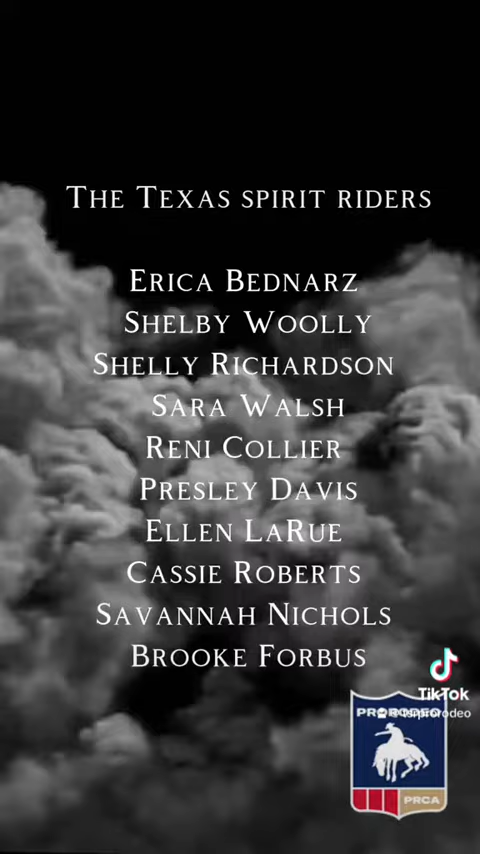 THE TEXAS SPIRIT RIDERS
ERICA BEDNARZ
SHELBY WOOLLY
SHELLY RICHARDSON
SARA WALSH
RENI COLLIER
PRESLEY DAVIS
ELLEN LARUE
CASSIE ROBERTS
SAVANNAH NICHOLS
BROOKE FORBUS
TikTok
PRORODEO
PRCA